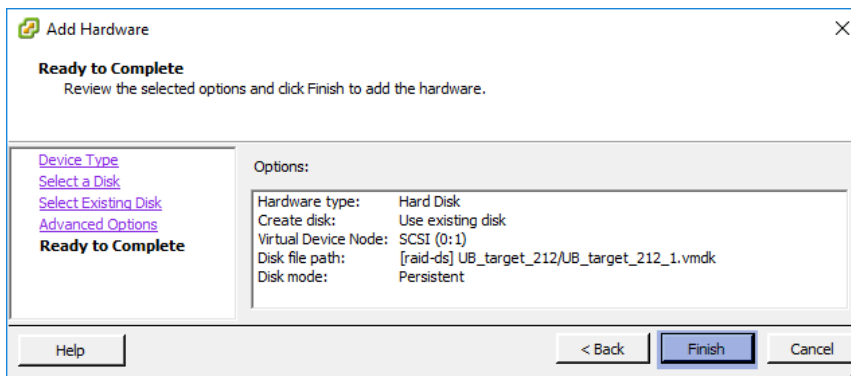 Add Hardware
Ready to Complete
Review the selected options and click Finish to add the hardware.
Device Type
Select a Disk
Select Existing Disk
Advanced Options
Ready to Complete
Options:
Hardware type: Hard Disk
Create disk: Use existing disk
Virtual Device Node: SCSI (0:1)
Disk file path: [raid-ds] UB_target_212/UB_target_212_1.vmdk
Disk mode: Persistent
Help < Back Finish Cancel